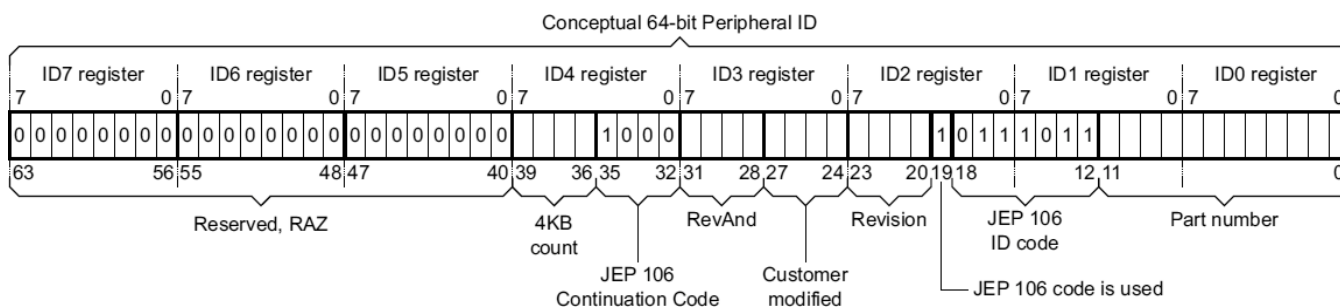 Conceptual 64-bit Peripheral ID
ID7 register ID6 register ID5 register ID4 register ID3 register ID2 register ID1 register ID0 register
7 0 7 0 7 0 7 0 7 0 7 0 7 0 7 0
0 0 0 0 0 0 0 0 0 0 0 0 0 0 0 0 0 0 0 0 0 0 0 0 1 0 0 0 1 0 1 1 1 0 1 1
63 56 55 48 47 40 39 36 35 32 31 28 27 24 23 20 19 18 12 11 0
Reserved, RAZ
4KB
count
RevAnd
Revision
JEP 106
ID code
Part number
JEP 106
Continuation Code
Customer
modified
JEP 106 code is used